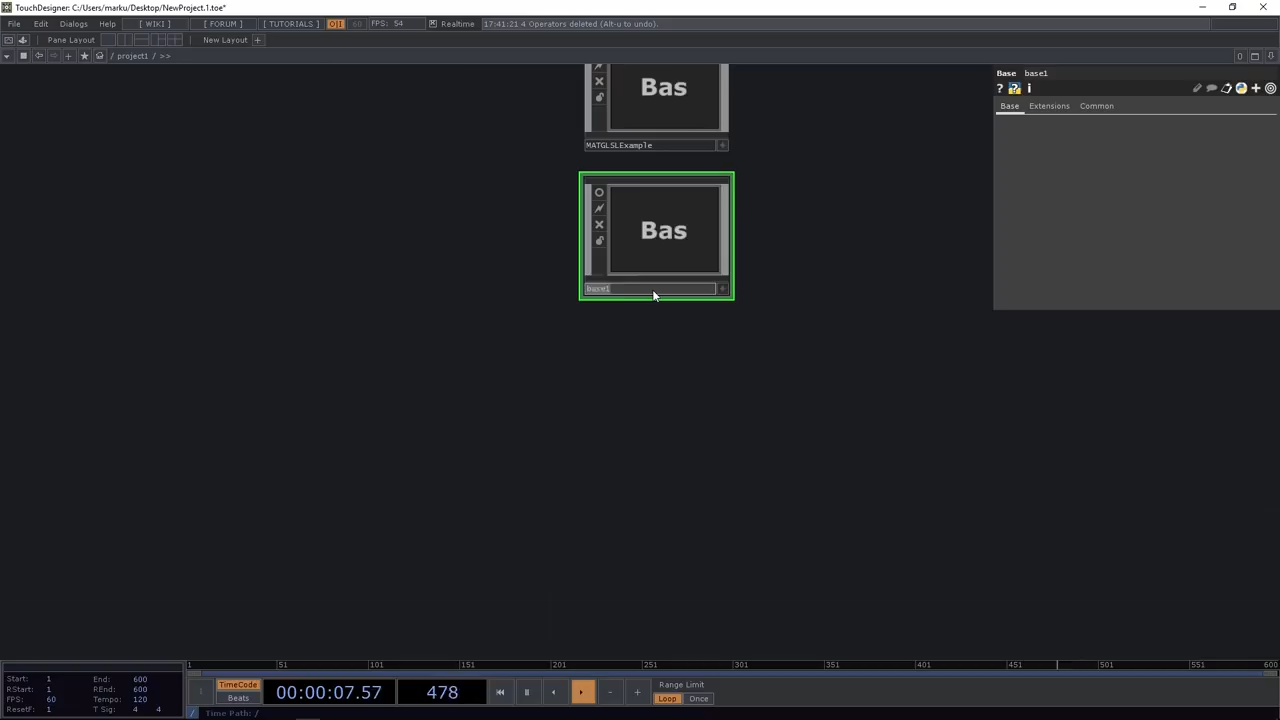 TouchDesigner: C:/Users/marku/Desktop/NewProject.1.toe*
File Edit Dialogs Help [ WIKI ] [ FORUM ] [ TUTORIALS ] O|I 60 FPS: 54 Realtime 17:41:21 4 Operators deleted (Alt-u to undo).
Pane Layout New Layout +
/ project1 / >>
0
Base base1
? ? i
Base Extensions Common
Bas
MATGLSLExample +
Bas
base1 +
1 51 101 151 201 251 301 351 401 451 501 551 600
Start: 1 End: 600
RStart: 1 REnd: 600
FPS: 60 Tempo: 120
ResetF: 1 T Sig: 4 4
TimeCode
Beats
00:00:07.57 478
- +
Range Limit
Loop Once
/ Time Path: /